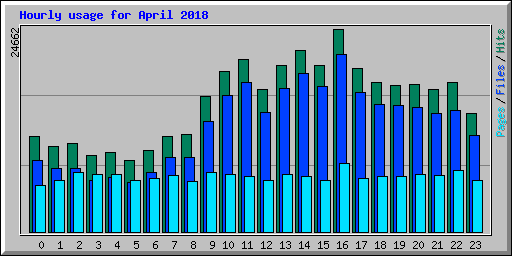 Hourly usage for April 2018
24662
Pages/Files/Hits
0 1 2 3 4 5 6 7 8 9 10 11 12 13 14 15 16 17 18 19 20 21 22 23